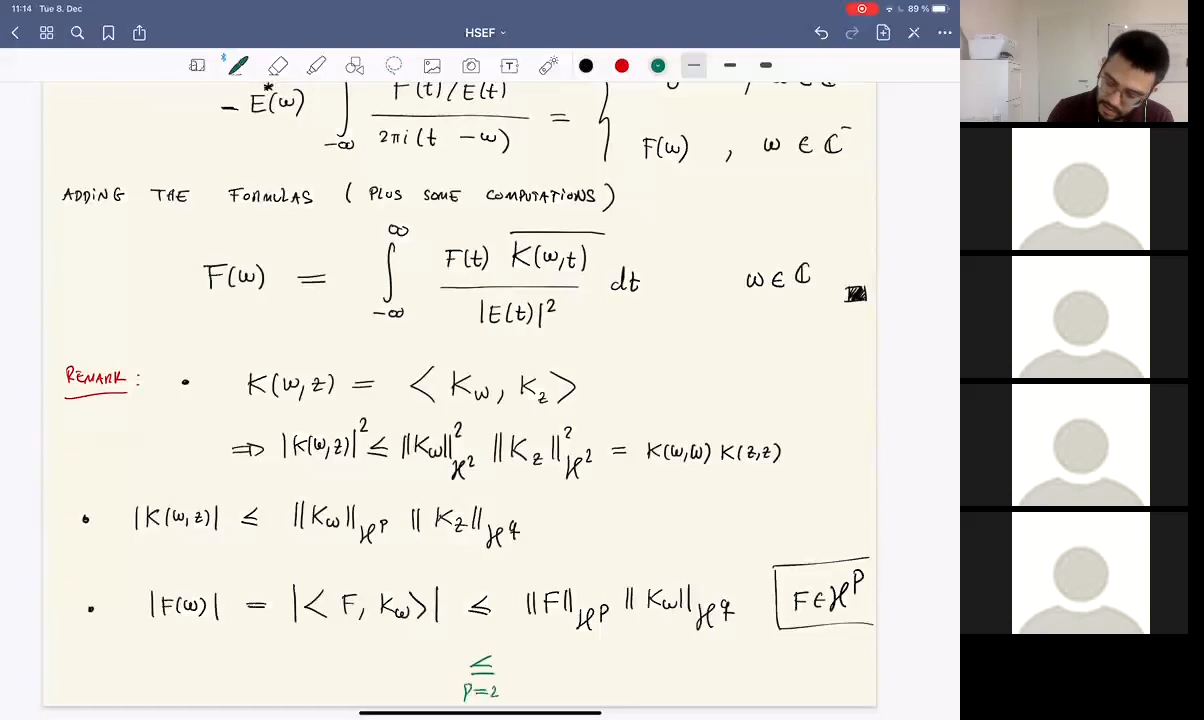 11:14 Tue 8. Dec
89 %
HSEF
− E*(ω) ∫_{-∞} F(t)/E(t) / 2πi(t − ω) = {
F(ω) , ω ∈ ℂ⁻
ADDING THE FORMULAS (PLUS SOME COMPUTATIONS)
F(ω) = ∫_{-∞}^{∞} F(t) \overline{K(ω,t)} / |E(t)|² dt ω ∈ ℂ
REMARK: • K(ω,z) = < K_ω, K_z >
⇒ |K(ω,z)|² ≤ ||K_ω||²_{ℋ²} ||K_z||²_{ℋ²} = K(ω,ω) K(z,z)
• |K(ω,z)| ≤ ||K_ω||_{ℋ^p} ||K_z||_{ℋ^q}
• |F(ω)| = |< F, K_ω >| ≤ ||F||_{ℋ^p} ||K_ω||_{ℋ^q} F ∈ ℋ^p
≤
p=2